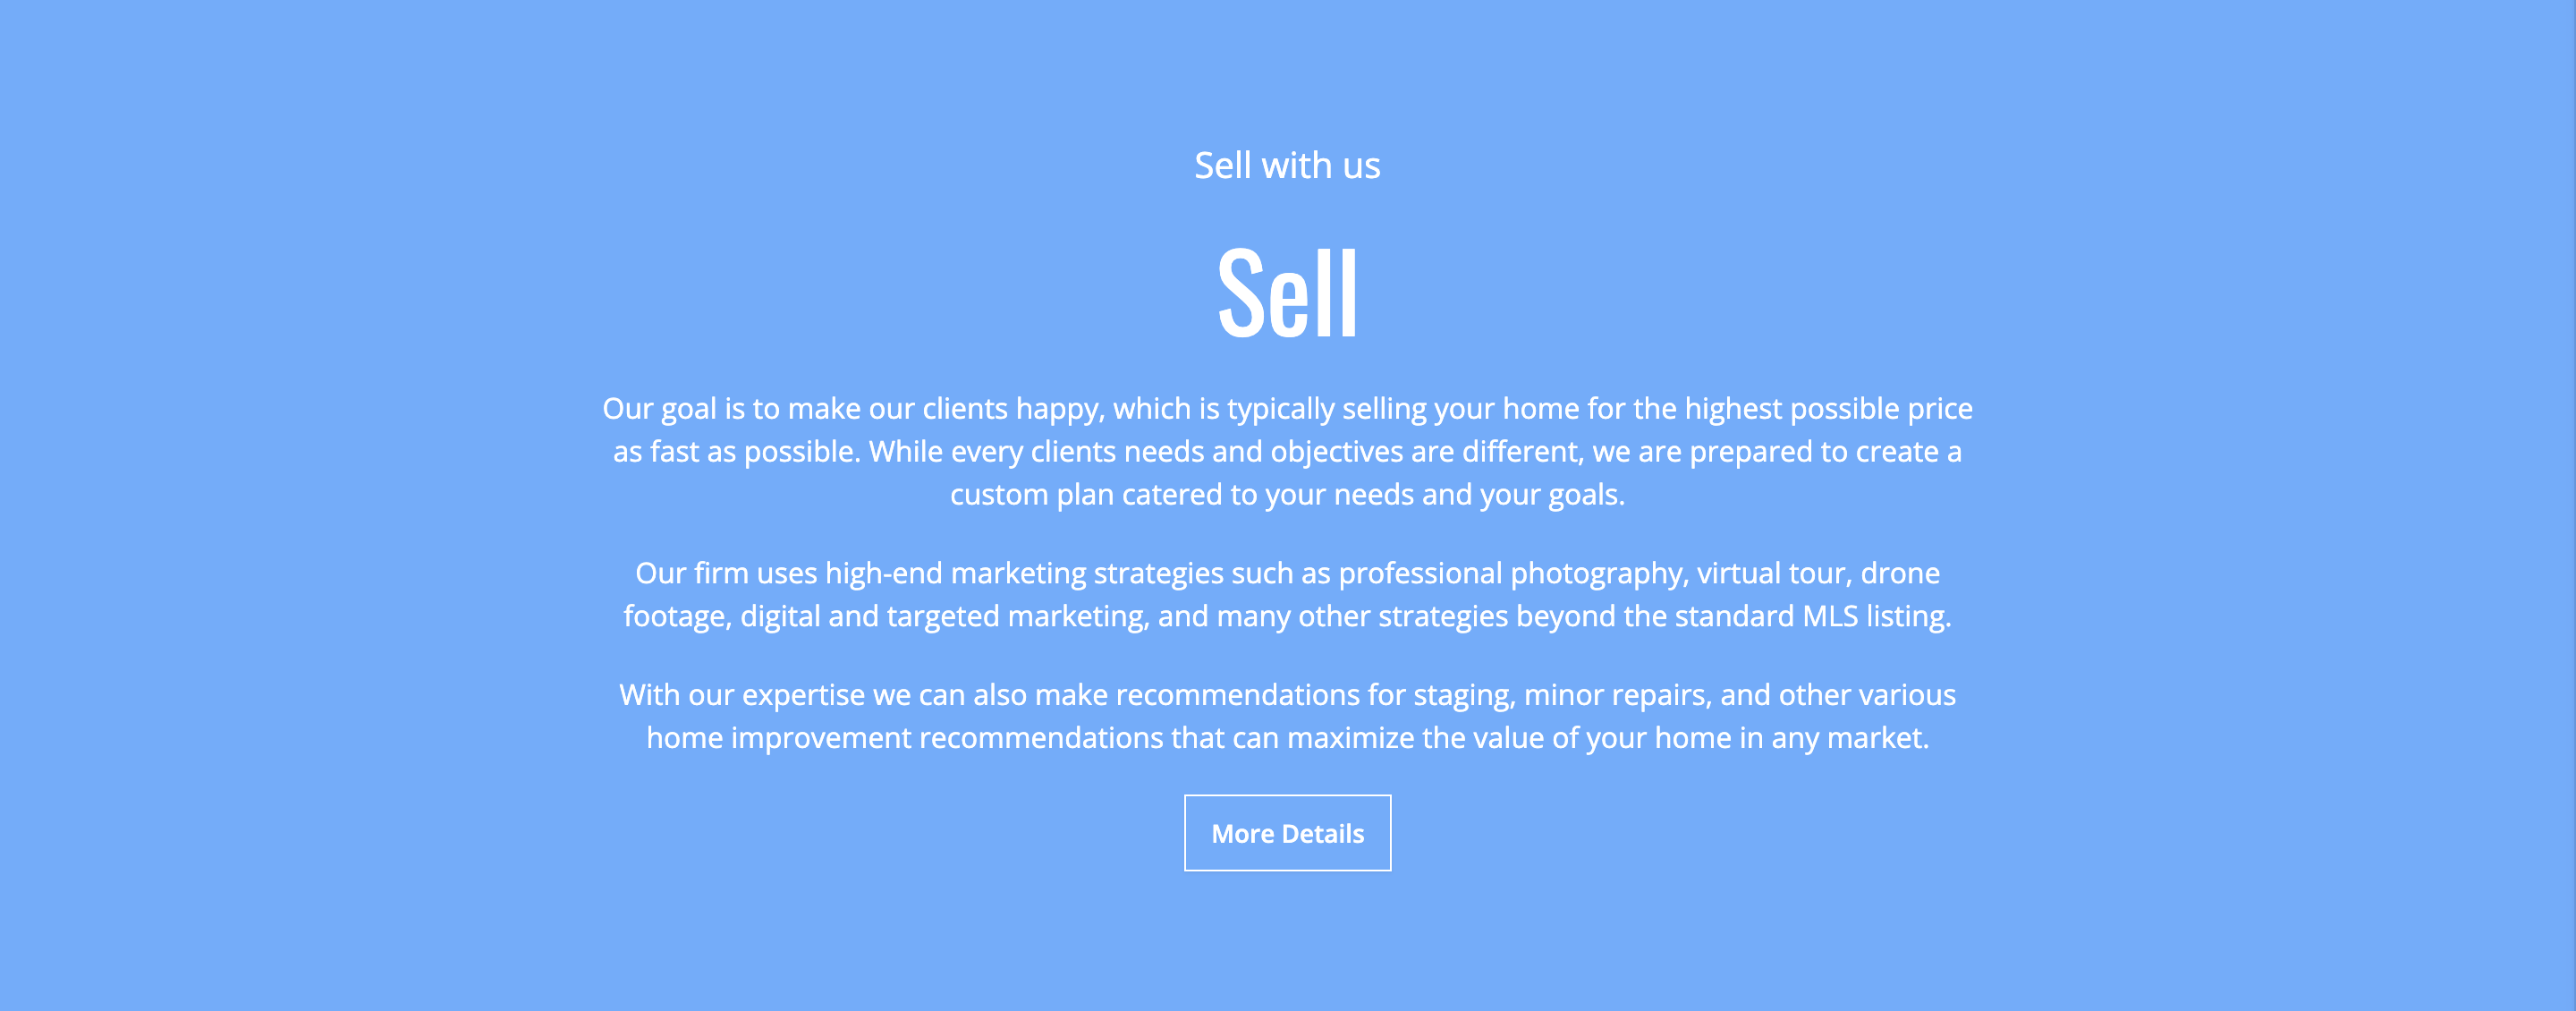 Sell with us
Sell
Our goal is to make our clients happy, which is typically selling your home for the highest possible price
as fast as possible. While every clients needs and objectives are different, we are prepared to create a
custom plan catered to your needs and your goals.
Our firm uses high-end marketing strategies such as professional photography, virtual tour, drone
footage, digital and targeted marketing, and many other strategies beyond the standard MLS listing.
With our expertise we can also make recommendations for staging, minor repairs, and other various
home improvement recommendations that can maximize the value of your home in any market.
More Details